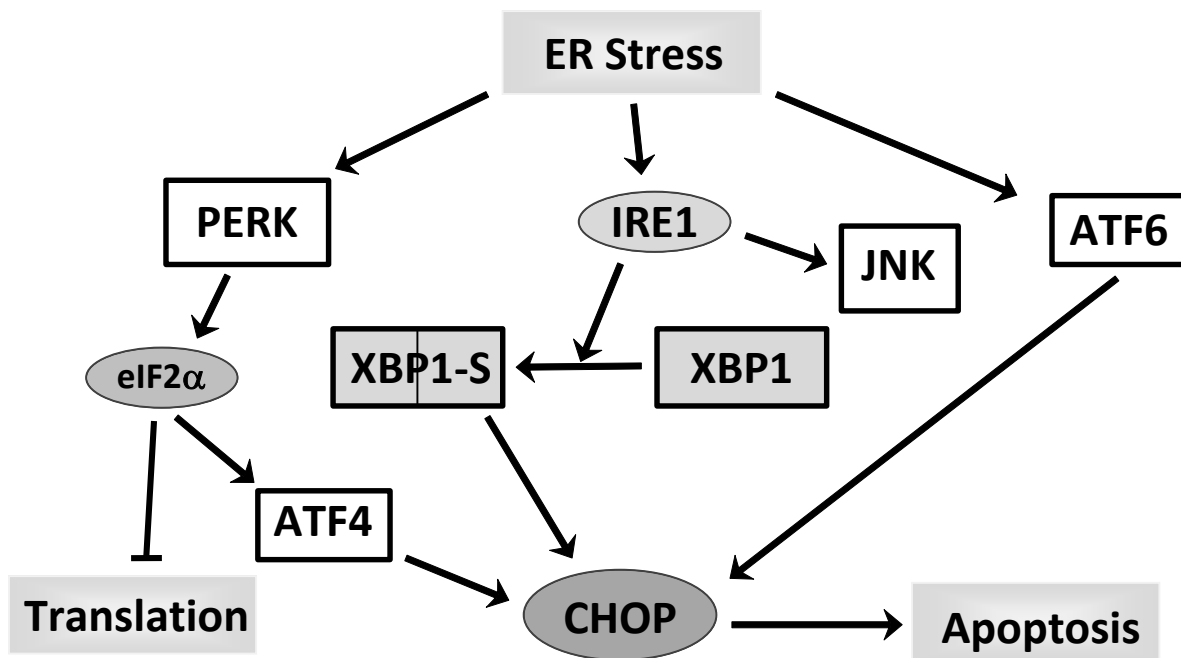 ER Stress
PERK
IRE1
ATF6
JNK
XBP1-S
XBP1
eIF2α
ATF4
Translation
CHOP
Apoptosis